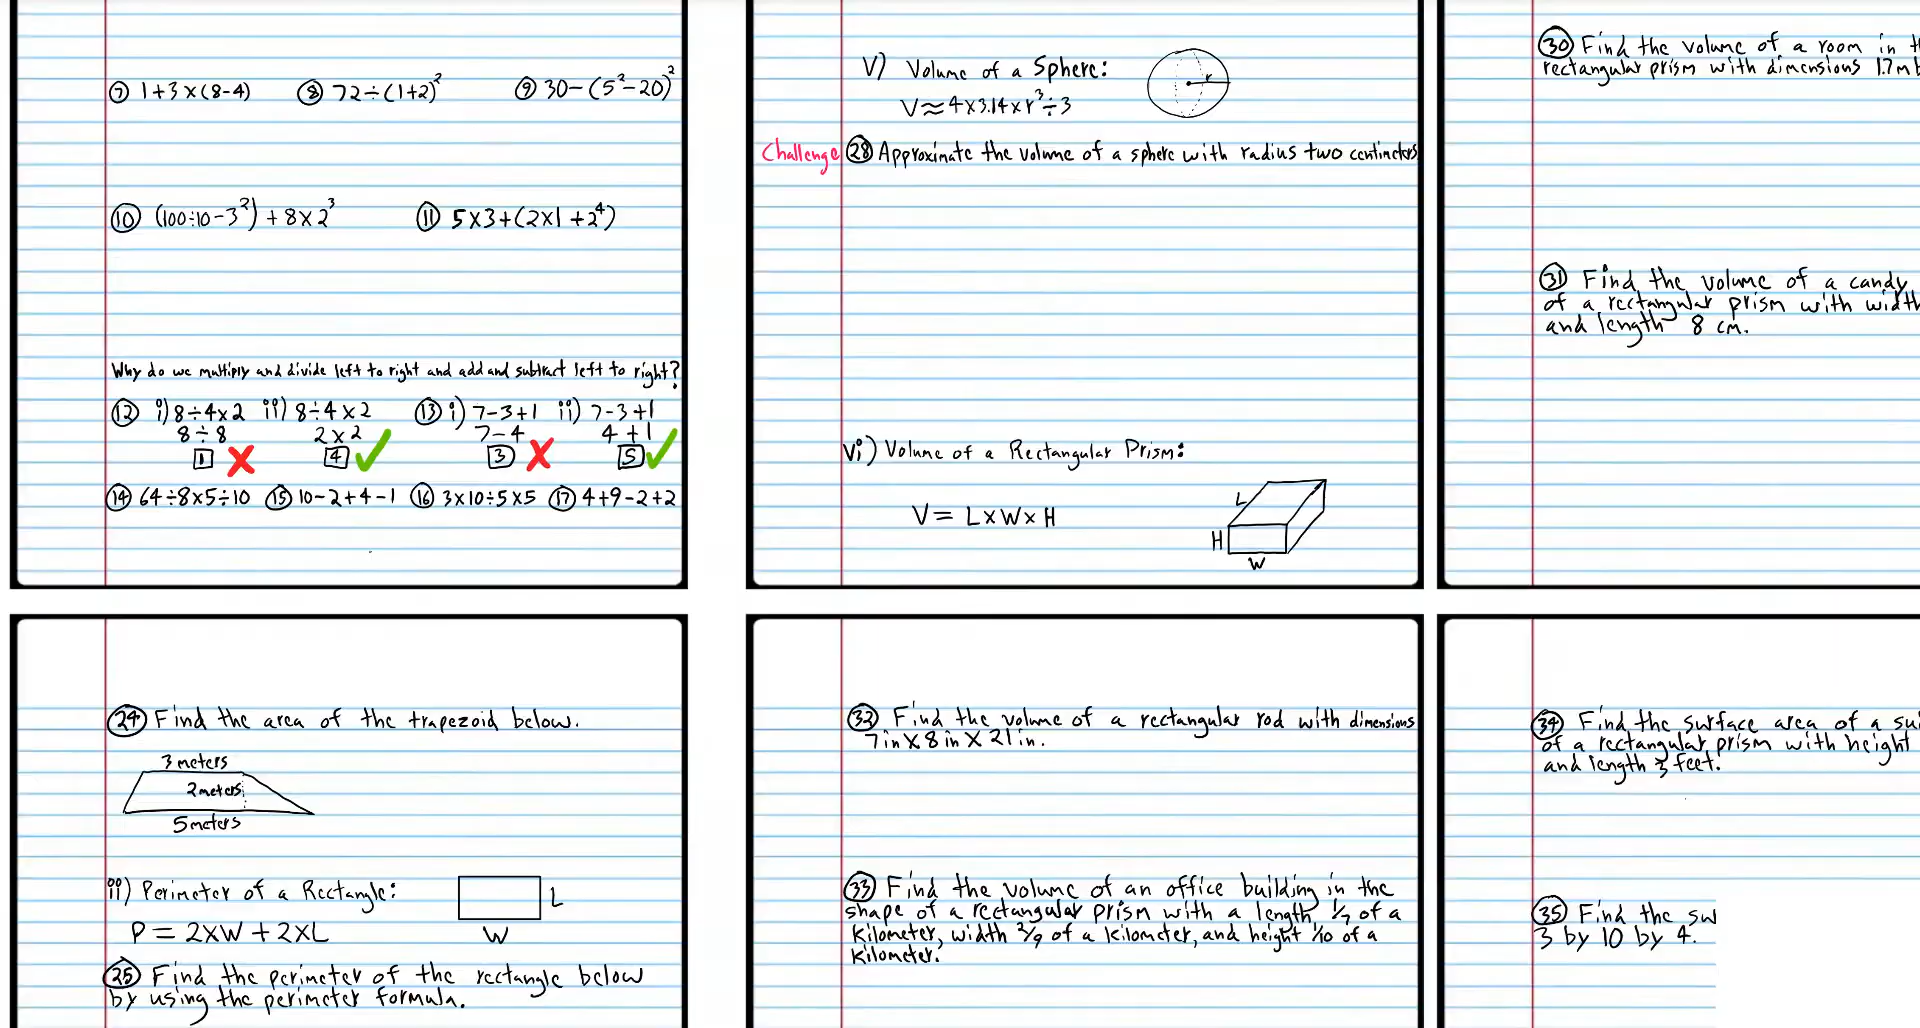 ⑦ 1+3×(8-4) ⑧ 72÷(1+2)² ⑨ 30-(5²-20)²
⑩ (100÷10-3²)+8×2³ ⑪ 5×3+(2×1+2⁴)
Why do we multiply and divide left to right and add and subtract left to right?
⑫ i) 8÷4×2 ii) 8÷4×2 ⑬ i) 7-3+1 ii) 7-3+1
8÷8 2×2 7-4 4+1
1 4 3 5
⑭ 64÷8×5÷10 ⑮ 10-2+4-1 ⑯ 3×10÷5×5 ⑰ 4+9-2+2
V) Volume of a Sphere:
r
V≈4×3.14×r³÷3
Challenge ㉘ Approximate the volume of a sphere with radius two centimeters
Vi) Volume of a Rectangular Prism:
V = L×W×H
L
H
W
㉚ Find the volume of a room in
rectangular prism with dimensions 1.7m
㉛ Find the volume of a candy
of a rectangular prism with width
and length 8 cm.
㉔ Find the area of the trapezoid below.
3 meters
2 meters
5 meters
ii) Perimeter of a Rectangle:
L
P = 2×W + 2×L
W
㉕ Find the perimeter of the rectangle below
by using the perimeter formula.
㉜ Find the volume of a rectangular rod with dimensions
7in × 8in × 21in.
㉝ Find the volume of an office building in the
shape of a rectangular prism with a length 1/7 of a
kilometer, width 2/9 of a kilometer, and height 1/10 of a
kilometer.
㉞ Find the surface area of a
of a rectangular prism with height
and length 3 feet.
㉟ Find the
3 by 10 by 4.